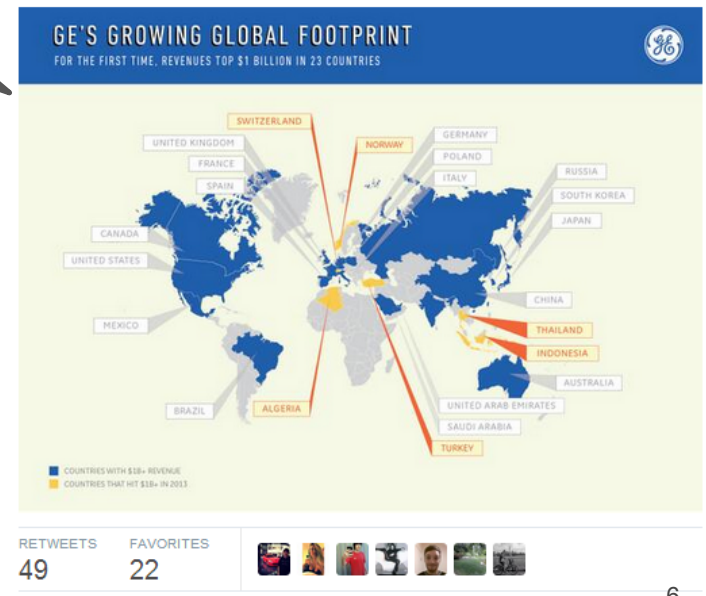 GE'S GROWING GLOBAL FOOTPRINT
FOR THE FIRST TIME, REVENUES TOP $1 BILLION IN 23 COUNTRIES
GE
SWITZERLAND
UNITED KINGDOM
FRANCE
SPAIN
NORWAY
GERMANY
POLAND
ITALY
RUSSIA
SOUTH KOREA
JAPAN
CANADA
UNITED STATES
MEXICO
CHINA
THAILAND
INDONESIA
AUSTRALIA
BRAZIL
ALGERIA
UNITED ARAB EMIRATES
SAUDI ARABIA
TURKEY
COUNTRIES WITH $1B+ REVENUE
COUNTRIES THAT HIT $1B+ IN 2013
RETWEETS FAVORITES
49 22